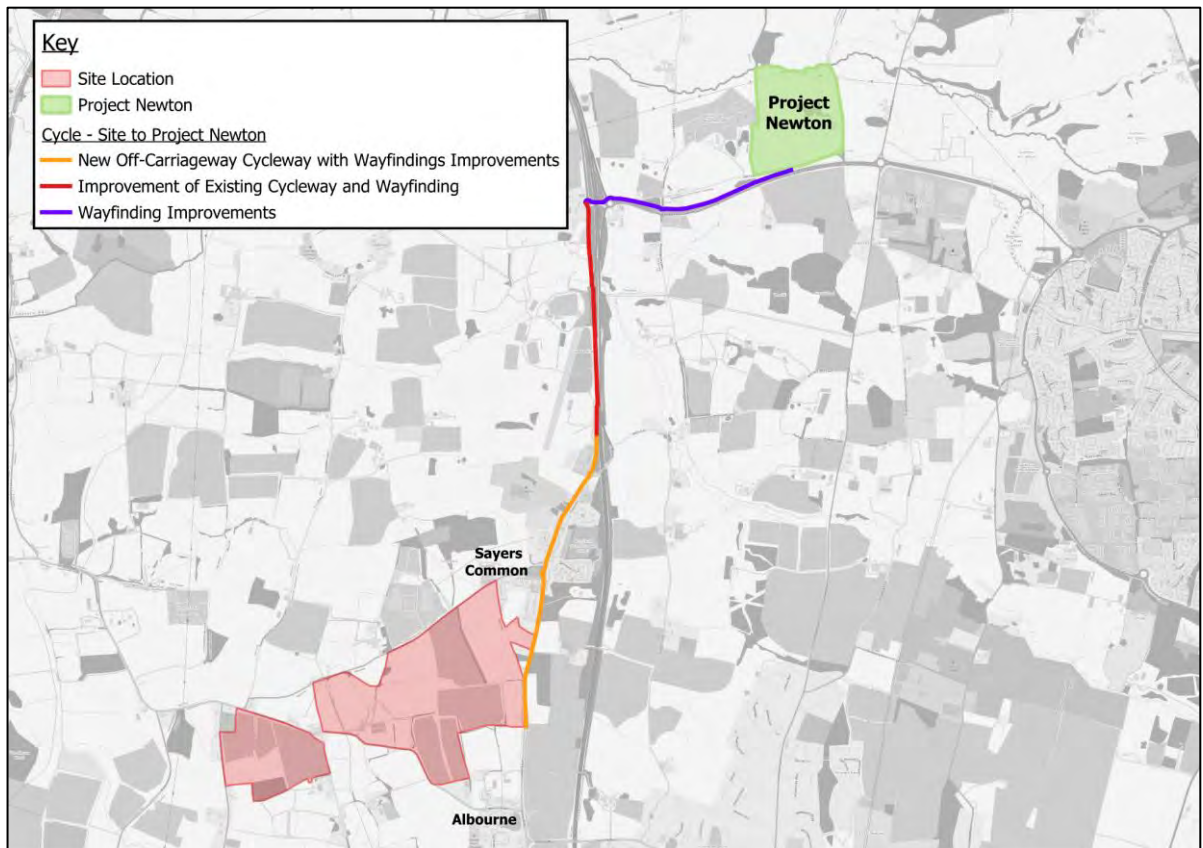 Key
Site Location
Project Newton
Cycle - Site to Project Newton
New Off-Carriageway Cycleway with Wayfindings Improvements
Improvement of Existing Cycleway and Wayfinding
Wayfinding Improvements
Project
Newton
Sayers
Common
Albourne